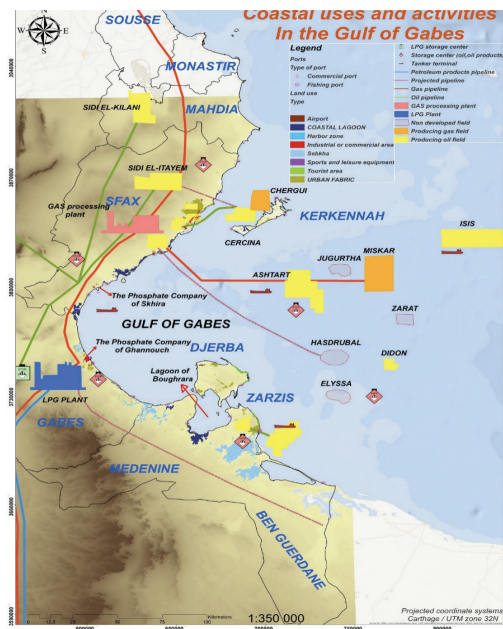 Coastal uses and activities
In the Gulf of Gabes
Legend
Ports
Type of port
Commercial port
Fishing port
Land use
Type
Airport
COASTAL LAGOON
Harbor zone
Industrial or commercial area
Sebkha
Sports and leisure equipment
Tourist area
URBAN FABRIC
LPG storage center
Storage center (oil,oil products)
Tanker terminal
Petroleum products pipeline
Projected pipeline
Gas pipeline
Oil pipeline
GAS processing plant
LPG Plant
Non developed field
Producing gas field
Producing oil field
N
W
E
S
SOUSSE
MONASTIR
SIDI EL-KILANI
MAHDIA
SIDI EL-ITAYEM
SFAX
GAS processing
plant
CHERGUI
KERKENNAH
CERCINA
ISIS
MISKAR
JUGURTHA
ASHTART
The Phosphate Company
of Skhira
GULF OF GABES
ZARAT
The Phosphate Company
of Ghannouch
DJERBA
HASDRUBAL
DIDON
Lagoon of
Boughrara
ELYSSA
LPG PLANT
ZARZIS
GABES
MEDENINE
BEN GUERDANE
Kilometers
1:350 000
Projected coordinate systems
Carthage / UTM zone 32N